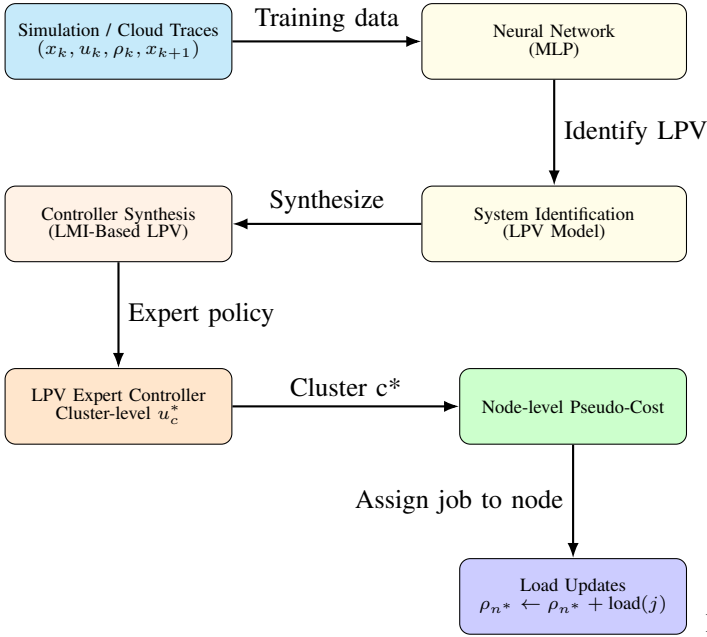 Simulation / Cloud Traces
(x_k, u_k, ρ_k, x_{k+1})
Training data
Neural Network
(MLP)
Identify LPV
Controller Synthesis
(LMI-Based LPV)
Synthesize
System Identification
(LPV Model)
Expert policy
LPV Expert Controller
Cluster-level u_c^*
Cluster c*
Node-level Pseudo-Cost
Assign job to node
Load Updates
ρ_{n*} ← ρ_{n*} + load(j)